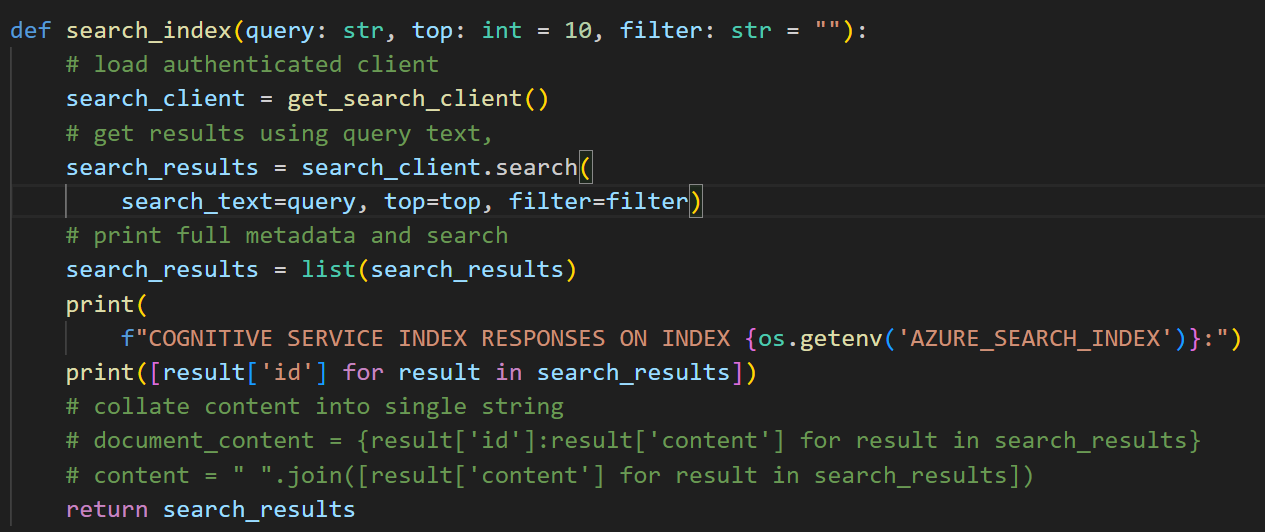 def search_index(query: str, top: int = 10, filter: str = ""):
    # load authenticated client
    search_client = get_search_client()
    # get results using query text,
    search_results = search_client.search(
        search_text=query, top=top, filter=filter)
    # print full metadata and search
    search_results = list(search_results)
    print(
        f"COGNITIVE SERVICE INDEX RESPONSES ON INDEX {os.getenv('AZURE_SEARCH_INDEX')}:")
    print([result['id'] for result in search_results])
    # collate content into single string
    # document_content = {result['id']:result['content'] for result in search_results}
    # content = " ".join([result['content'] for result in search_results])
    return search_results